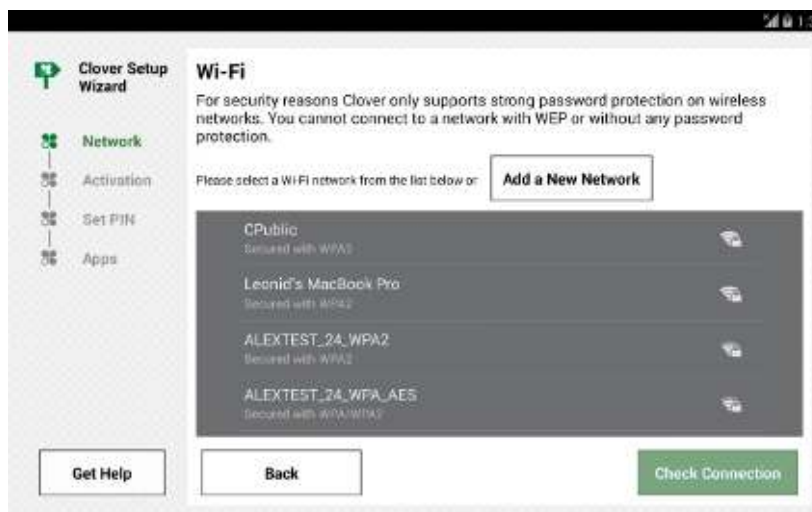 Clover Setup
Wizard
Network
Activation
Set PIN
Apps
Get Help
Wi-Fi
For security reasons Clover only supports strong password protection on wireless
networks. You cannot connect to a network with WEP or without any password
protection.
Please select a Wi-Fi network from the list below or
Add a New Network
CPublic
Secured with WPA2
Leonid's MacBook Pro
Secured with WPA2
ALEXTEST_24_WPA2
Secured with WPA2
ALEXTEST_24_WPA_AES
Secured with WPA/WPA2
Back
Check Connection